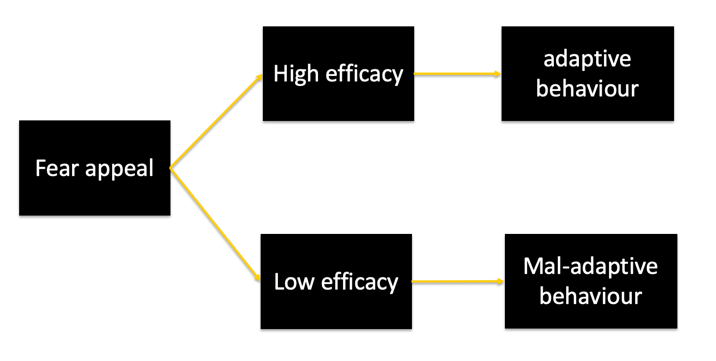 Fear appeal
High efficacy
adaptive
behaviour
Low efficacy
Mal-adaptive
behaviour